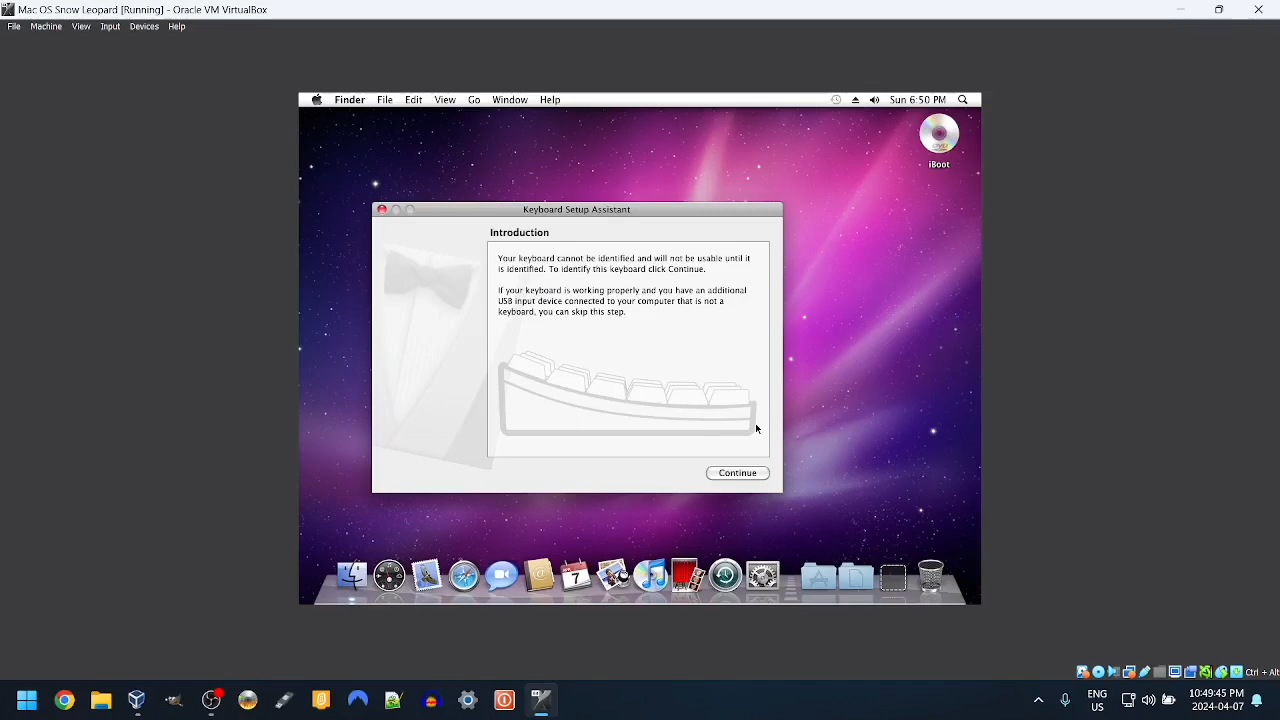 Mac OS Snow Leopard [Running] - Oracle VM VirtualBox
File Machine View Input Devices Help
Finder File Edit View Go Window Help Sun 6:50 PM
iBoot
Keyboard Setup Assistant
Introduction
Your keyboard cannot be identified and will not be usable until it
is identified. To identify this keyboard click Continue.
If your keyboard is working properly and you have an additional
USB input device connected to your computer that is not a
keyboard, you can skip this step.
Continue
7
Ctrl + Alt
ENG
US
10:49:45 PM
2024-04-07